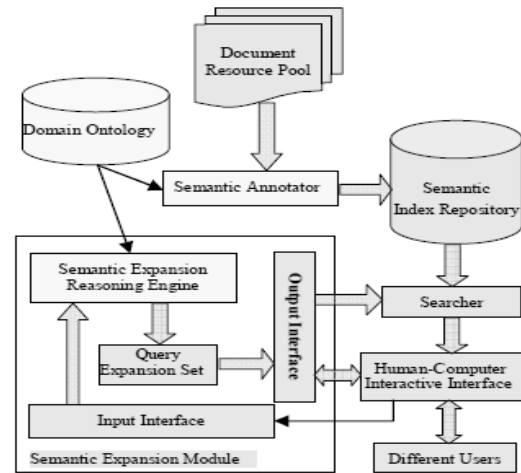 Document
Resource Pool
Domain Ontology
Semantic Annotator
Semantic
Index Repository
Semantic Expansion
Reasoning Engine
Output Interface
Searcher
Query
Expansion Set
Human-Computer
Interactive Interface
Input Interface
Semantic Expansion Module
Different Users